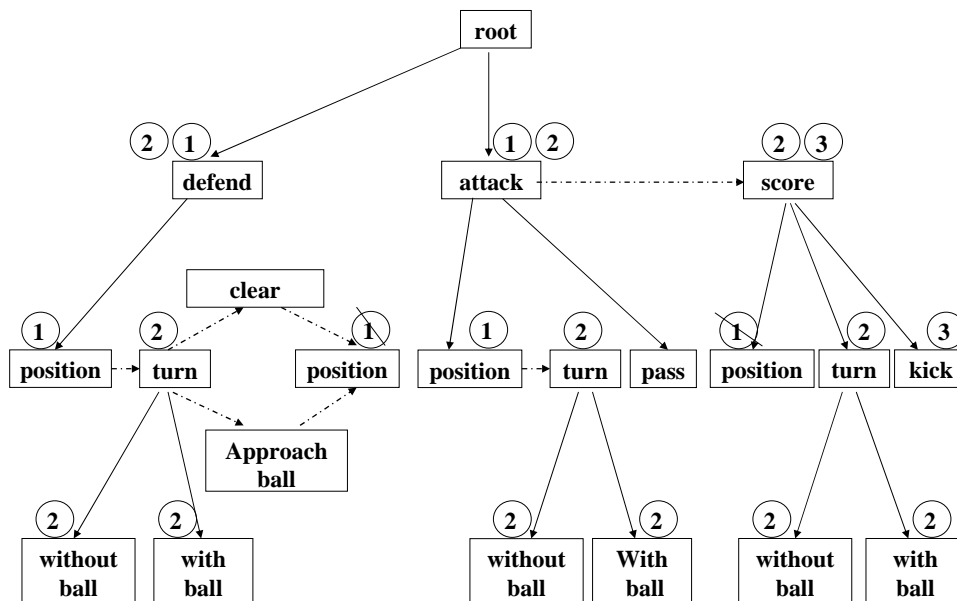 root
2 1
1 2
2 3
defend
attack
score
clear
1
2
1
1
2
1
2
3
position
turn
position
position
turn
pass
position
turn
kick
Approach
ball
2
2
2
2
2
2
without
ball
with
ball
without
ball
With
ball
without
ball
with
ball